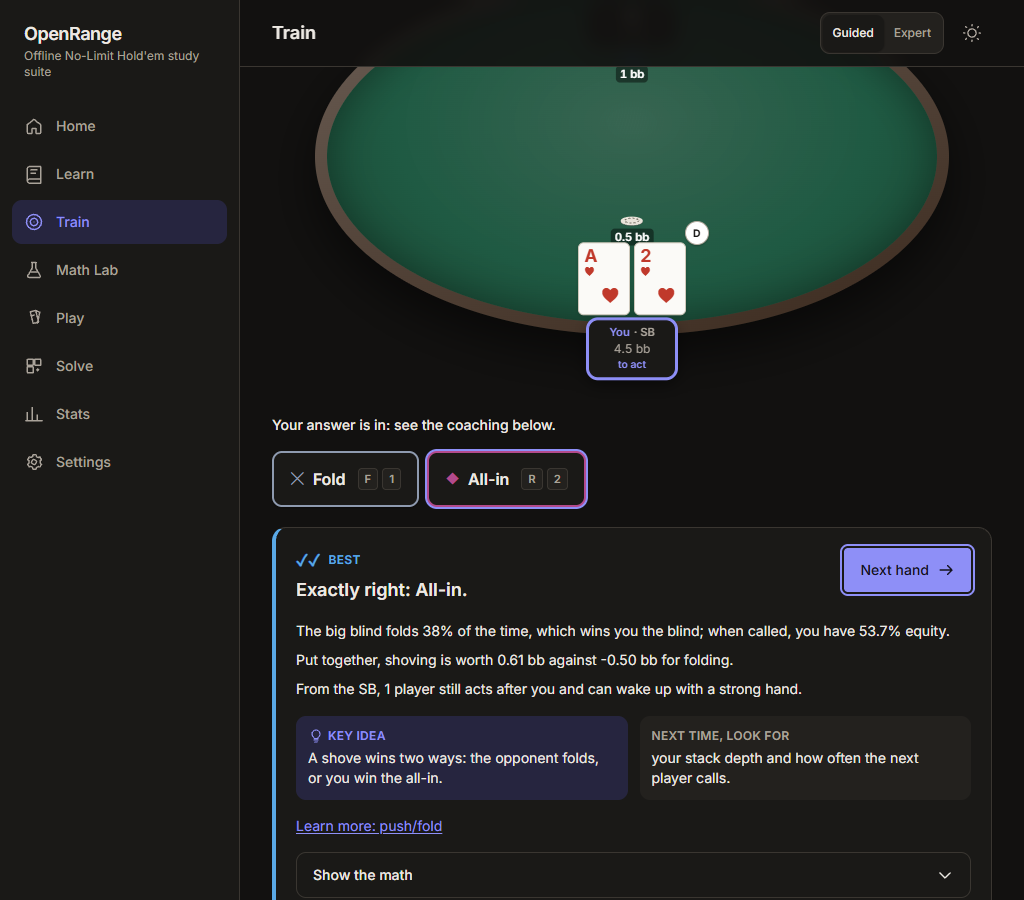 OpenRange
Offline No-Limit Hold'em study
suite
Home
Learn
Train
Math Lab
Play
Solve
Stats
Settings
Train
Guided
Expert
1 bb
0.5 bb
D
A
2
You · SB
4.5 bb
to act
Your answer is in: see the coaching below.
Fold F 1
All-in R 2
BEST
Next hand
Exactly right: All-in.
The big blind folds 38% of the time, which wins you the blind; when called, you have 53.7% equity.
Put together, shoving is worth 0.61 bb against -0.50 bb for folding.
From the SB, 1 player still acts after you and can wake up with a strong hand.
KEY IDEA
A shove wins two ways: the opponent folds,
or you win the all-in.
NEXT TIME, LOOK FOR
your stack depth and how often the next
player calls.
Learn more: push/fold
Show the math